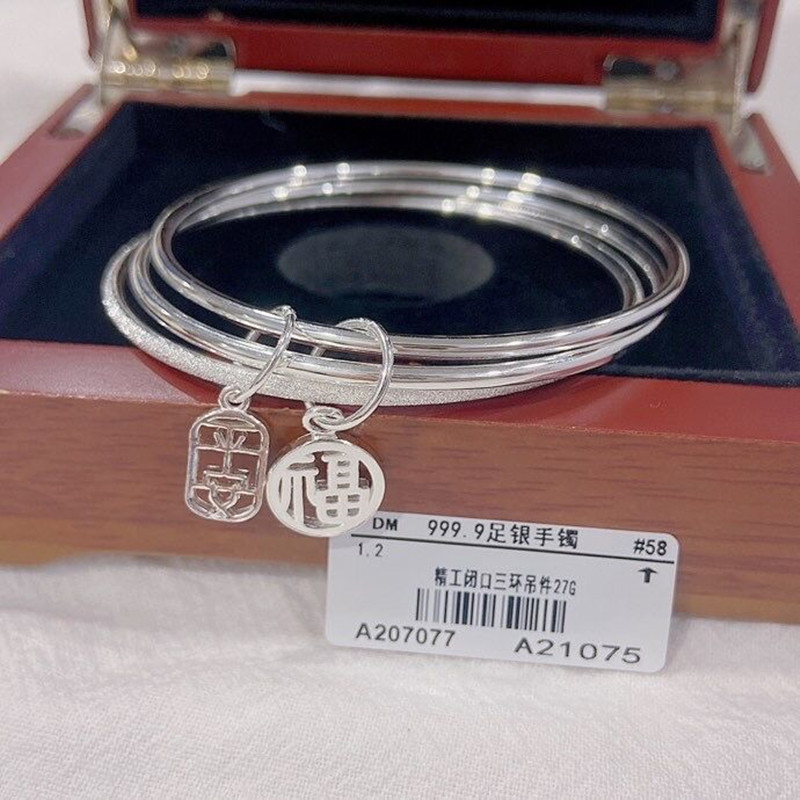 平安
福
DM 999.9足银手镯 #58
1.2
精工闭口三环吊件27G
A207077 A21075